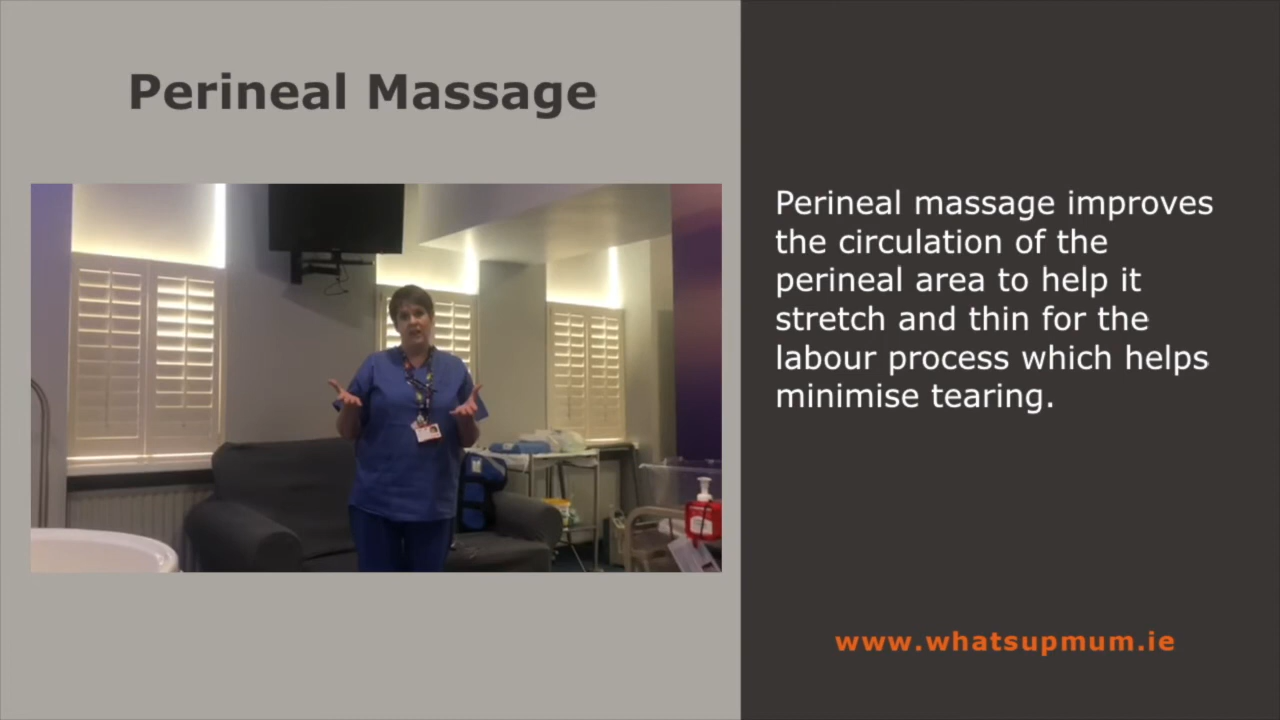 Perineal Massage
Perineal massage improves
the circulation of the
perineal area to help it
stretch and thin for the
labour process which helps
minimise tearing.
www.whatsupmum.ie